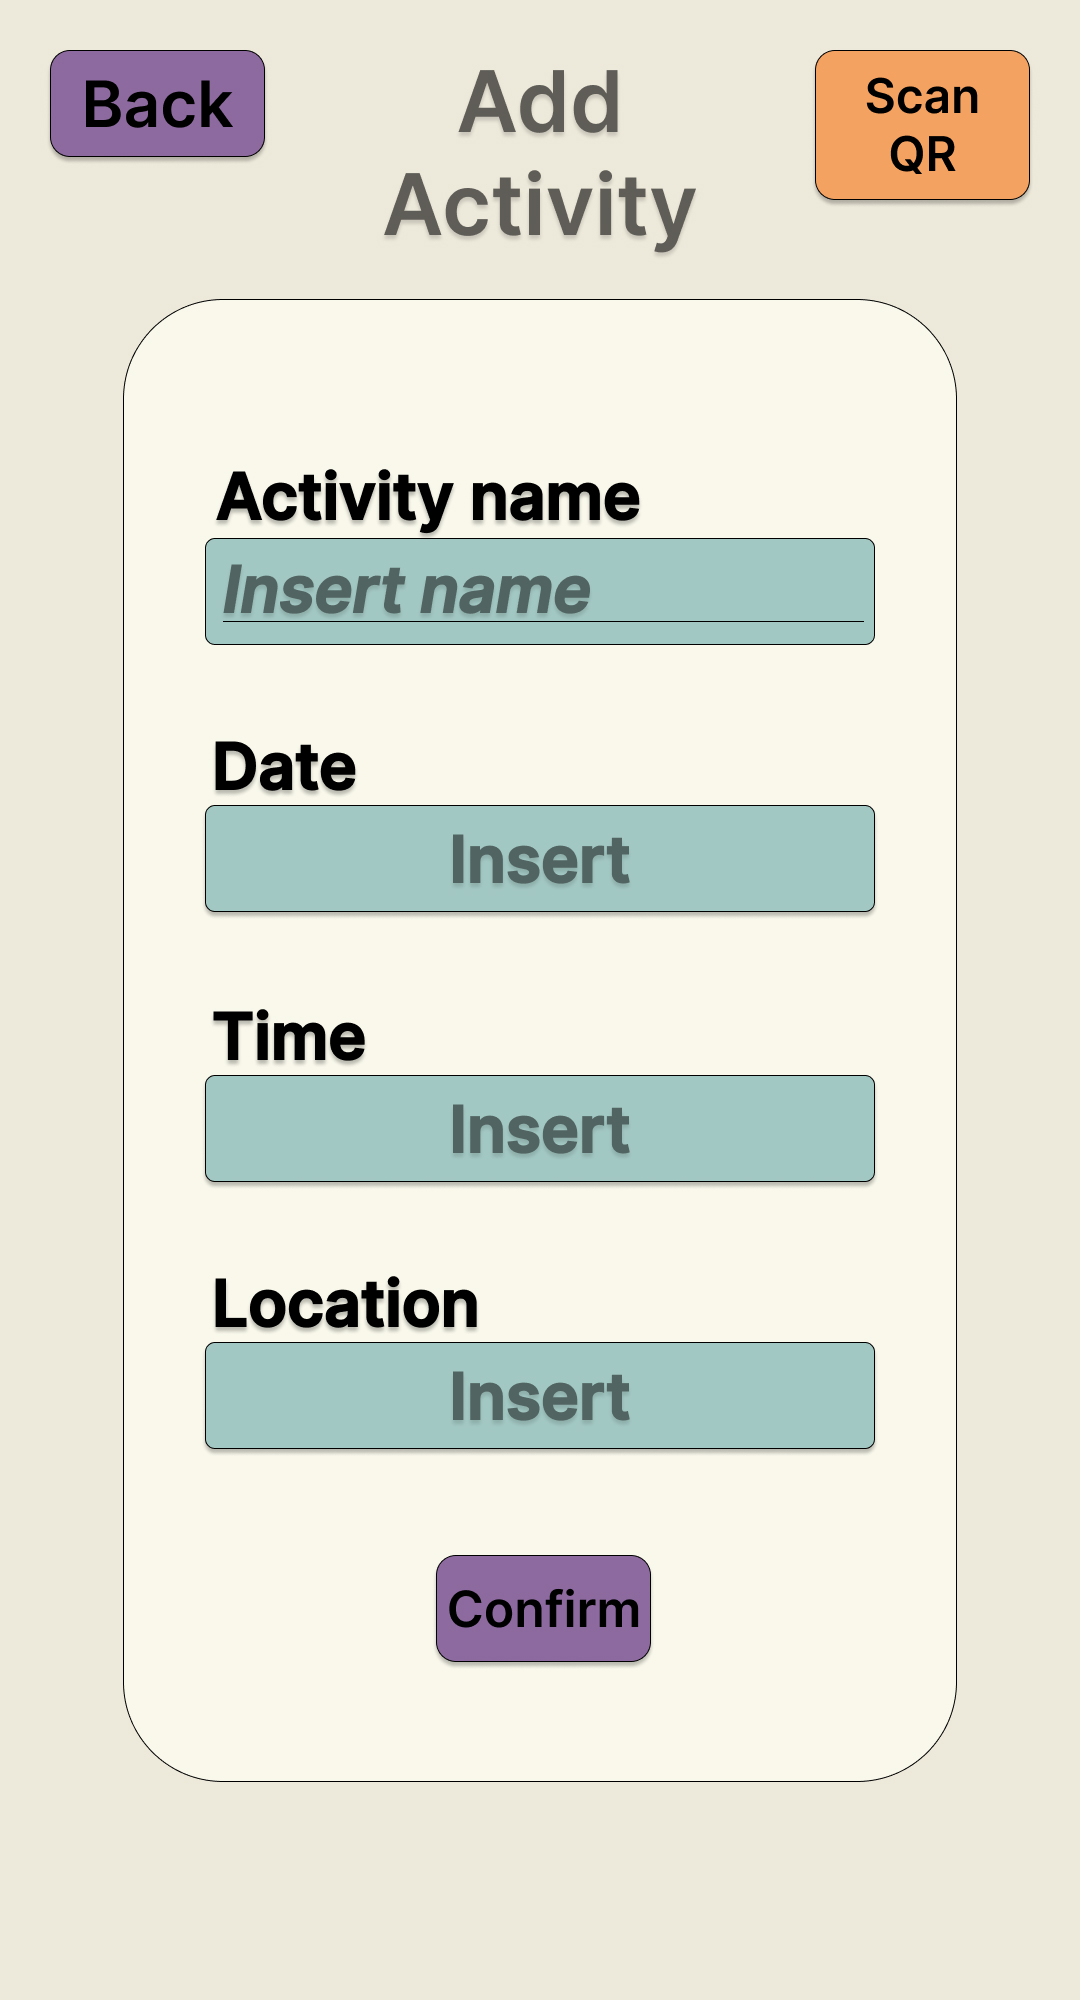 Back
Add
Activity
Scan
QR
Activity name
Insert name
Date
Insert
Time
Insert
Location
Insert
Confirm